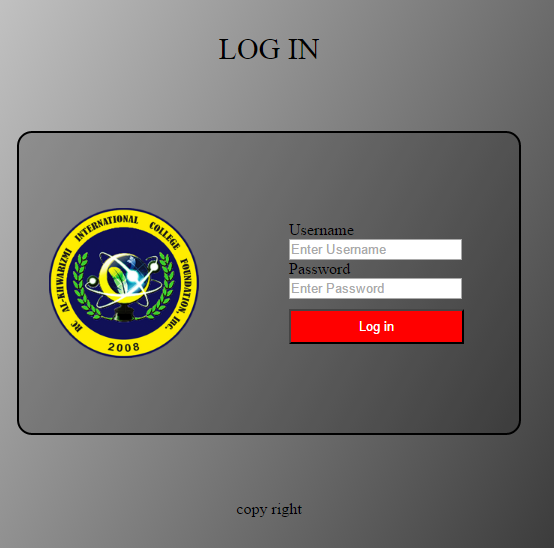 LOG IN
RC AL-KHWARIZMI INTERNATIONAL COLLEGE FOUNDATION, INC.
2008
Username
Enter Username
Password
Enter Password
Log in
copy right